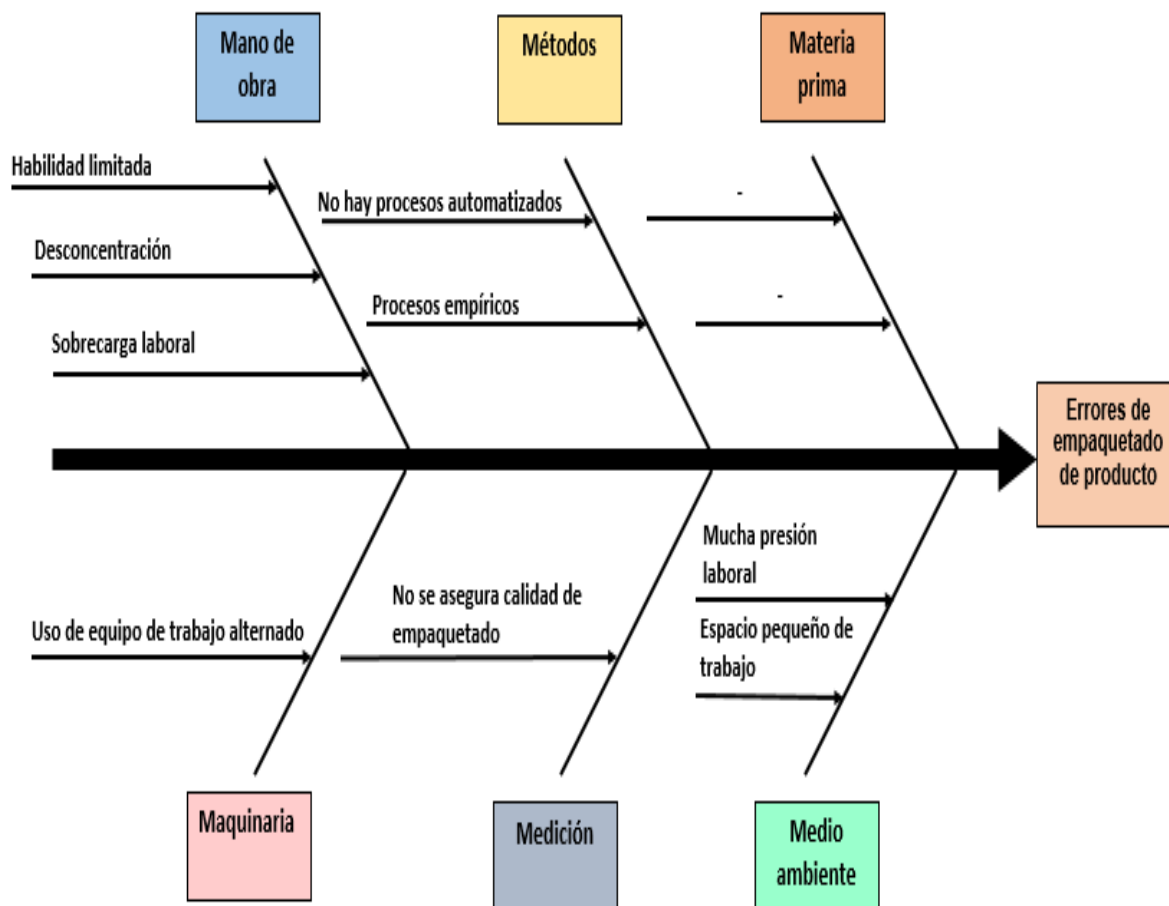 Mano de
obra
Métodos
Materia
prima
Habilidad limitada
No hay procesos automatizados
-
Desconcentración
Procesos empíricos
-
Sobrecarga laboral
Errores de
empaquetado
de producto
Mucha presión
laboral
No se asegura calidad de
empaquetado
Uso de equipo de trabajo alternado
Espacio pequeño de
trabajo
Maquinaria
Medición
Medio
ambiente